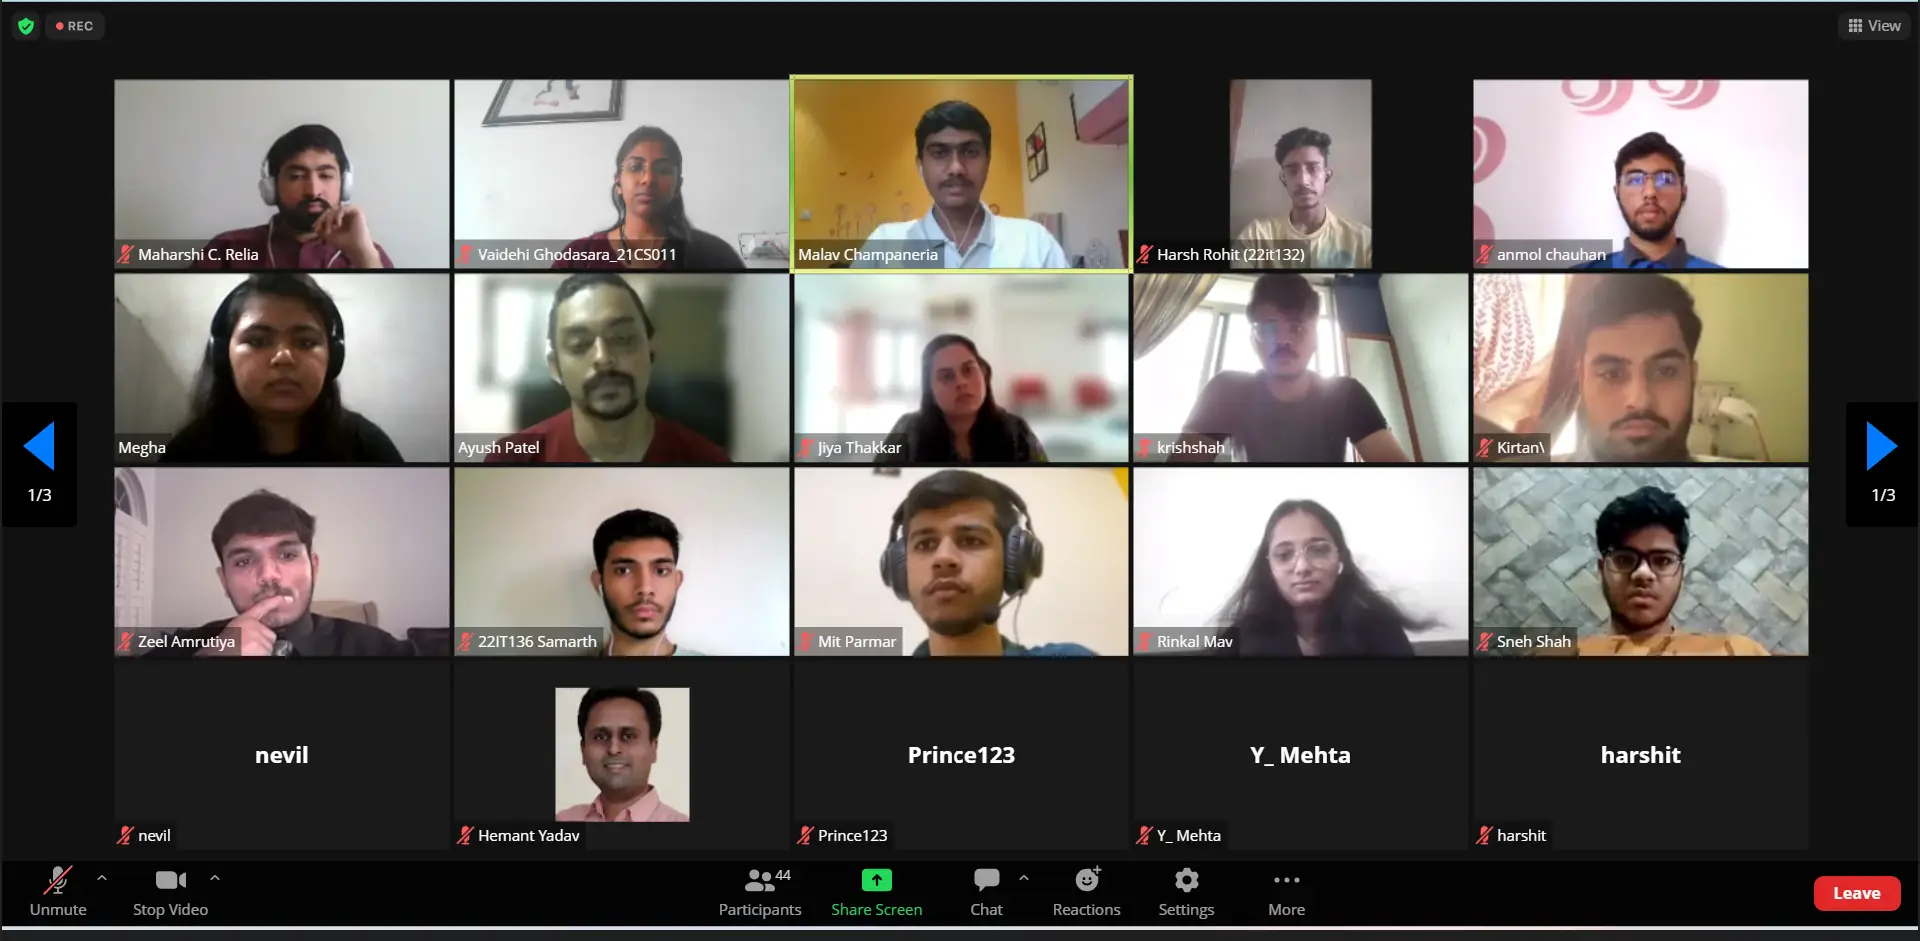 REC
View
Maharshi C. Relia
Vaidehi Ghodasara_21CS011
Malav Champaneria
Harsh Rohit (22it132)
anmol chauhan
Megha
Ayush Patel
Jiya Thakkar
krishshah
Kirtan\
1/3
1/3
Zeel Amrutiya
22IT136 Samarth
Mit Parmar
Rinkal Mav
Sneh Shah
nevil
Prince123
Y_ Mehta
harshit
nevil
Hemant Yadav
Prince123
Y_ Mehta
harshit
Unmute
Stop Video
44
Participants
Share Screen
Chat
Reactions
Settings
More
Leave